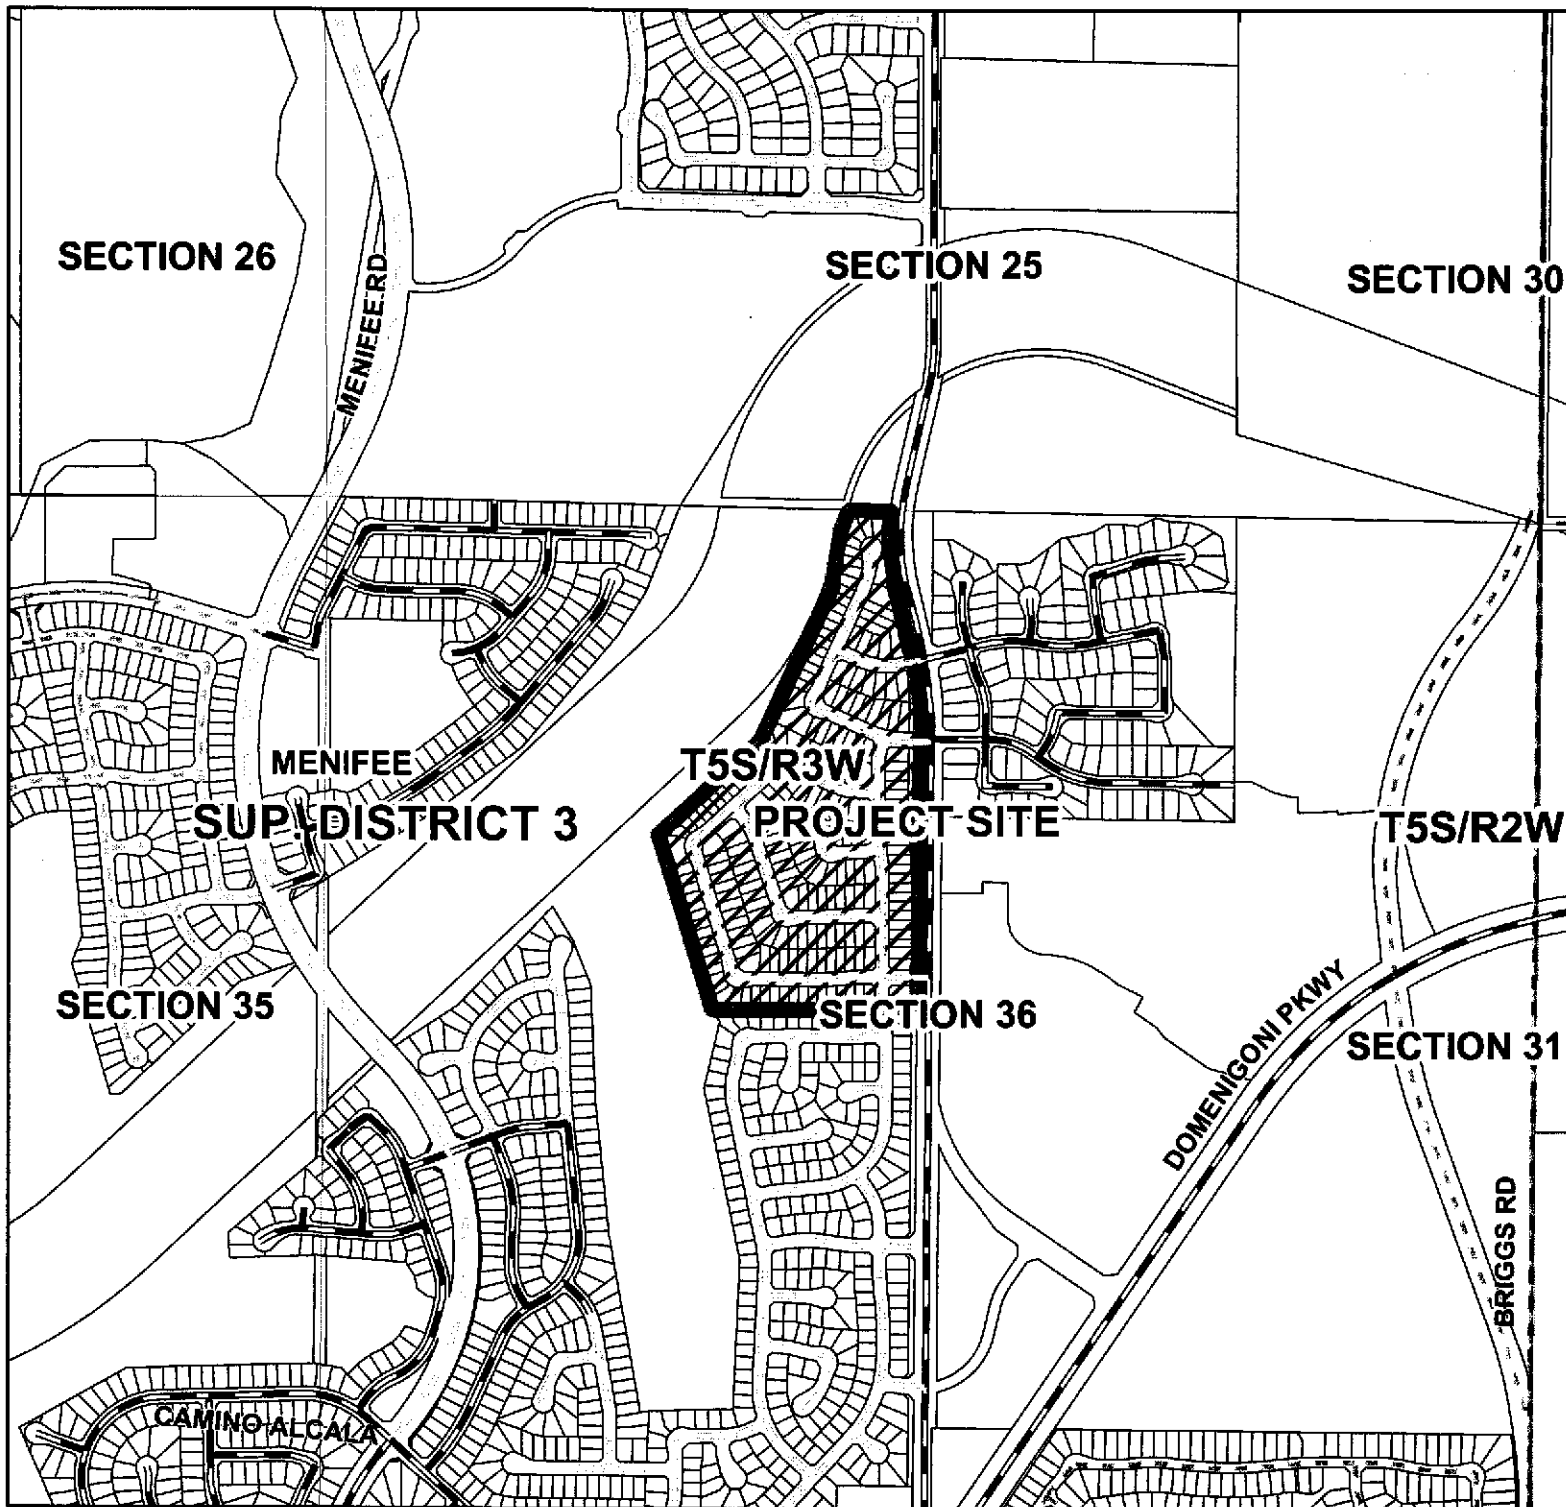 SECTION 26
SECTION 25
SECTION 30
MENIFEE RD
MENIFEE
T5S/R3W
SUP. DISTRICT 3
PROJECT SITE
T5S/R2W
SECTION 35
SECTION 36
DOMENIGONI PKWY
SECTION 31
BRIGGS RD
CAMINO ALCALA